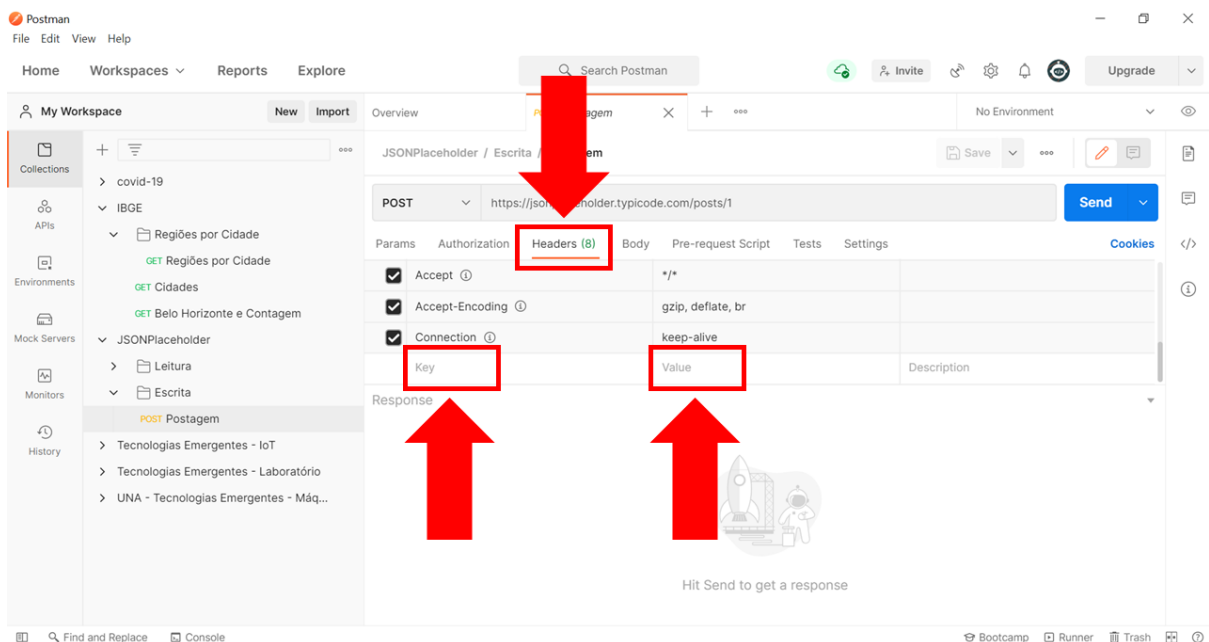 Postman
File Edit View Help
Home Workspaces Reports Explore Search Postman Invite Upgrade
My Workspace New Import Overview No Environment
Collections
APIs
Environments
Mock Servers
Monitors
History
covid-19
IBGE
Regiões por Cidade
GET Regiões por Cidade
GET Cidades
GET Belo Horizonte e Contagem
JSONPlaceholder
Leitura
Escrita
POST Postagem
Tecnologias Emergentes - IoT
Tecnologias Emergentes - Laboratório
UNA - Tecnologias Emergentes - Máq...
JSONPlaceholder / Escrita / Save
POST
holder.typicode.com/posts/1
Send
Params Authorization Headers (8) Body Pre-request Script Tests Settings Cookies
Accept */*
Accept-Encoding gzip, deflate, br
Connection keep-alive
Key Value Description
Response
Hit Send to get a response
Find and Replace Console Bootcamp Runner Trash